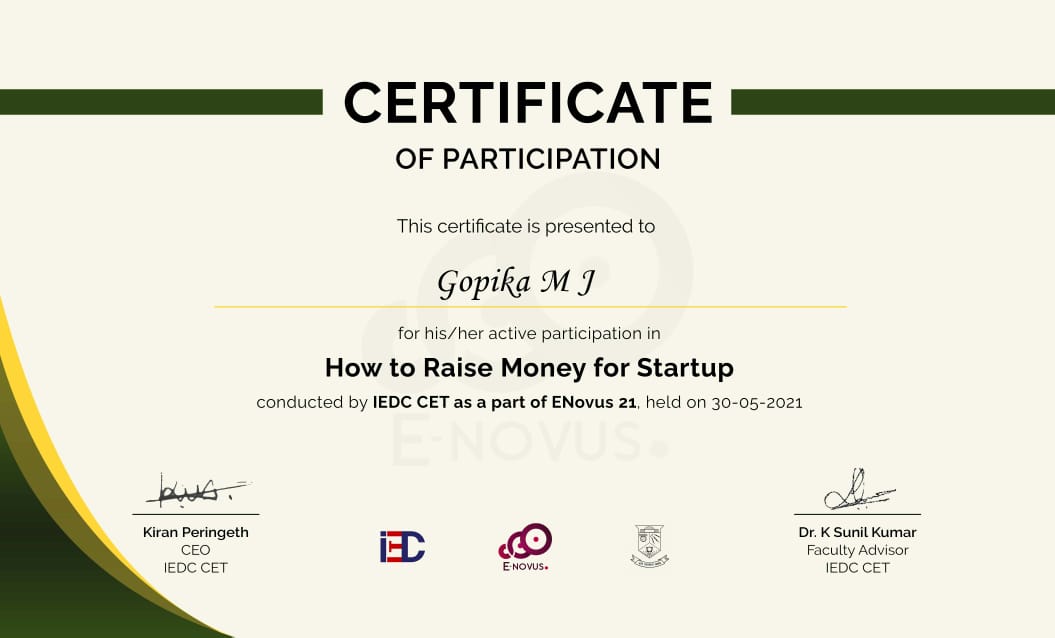 CERTIFICATE
OF PARTICIPATION
This certificate is presented to
Gopika M J
for his/her active participation in
How to Raise Money for Startup
conducted by IEDC CET as a part of ENovus 21, held on 30-05-2021
E-NOVUS.
Kiran Peringeth
CEO
IEDC CET
iEDC
E-NOVUS.
Dr. K Sunil Kumar
Faculty Advisor
IEDC CET